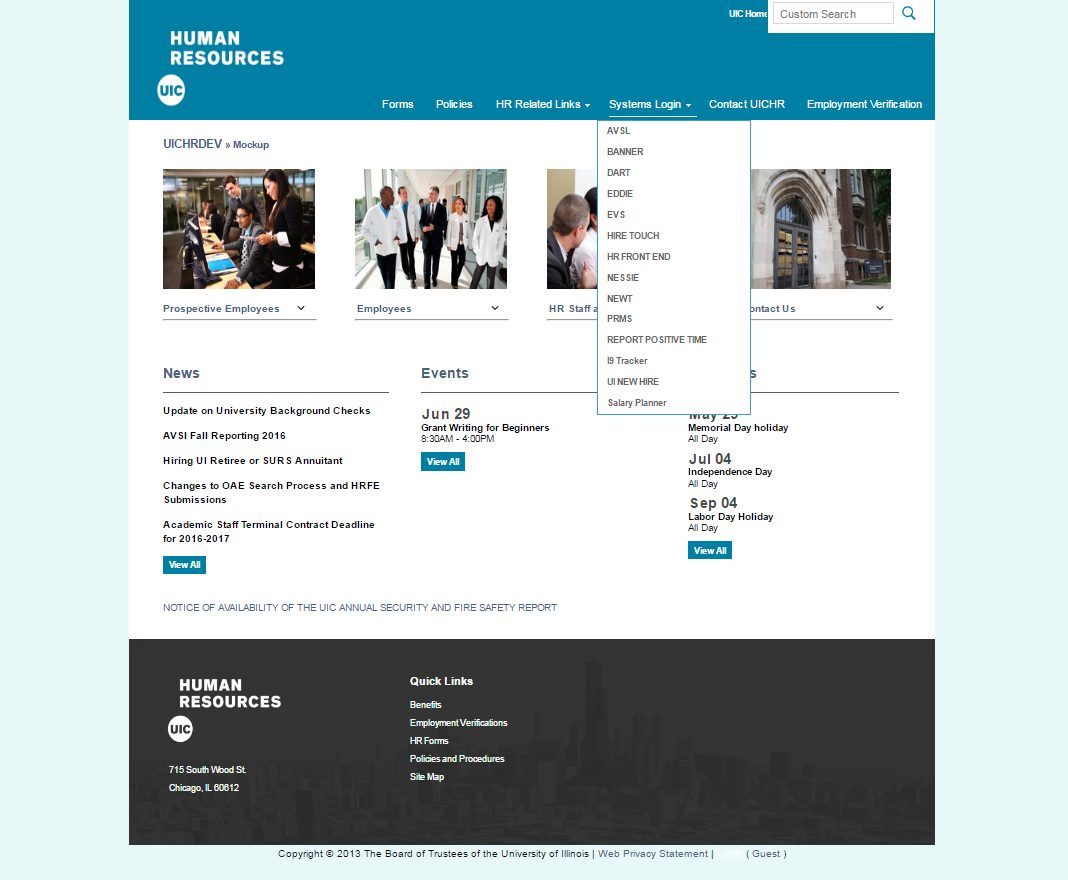 UIC Home
Custom Search
HUMAN
RESOURCES
UIC
Forms
Policies
HR Related Links
Systems Login
Contact UICHR
Employment Verification
AVSL
BANNER
DART
EDDIE
EVS
HIRE TOUCH
HR FRONT END
NESSIE
NEWT
PRMS
REPORT POSITIVE TIME
I9 Tracker
UI NEW HIRE
Salary Planner
UICHRDEV » Mockup
Prospective Employees
Employees
HR Staff a
ontact Us
News
Update on University Background Checks
AVSl Fall Reporting 2016
Hiring UI Retiree or SURS Annuitant
Changes to OAE Search Process and HRFE
Submissions
Academic Staff Terminal Contract Deadline
for 2016-2017
View All
Events
Jun 29
Grant Writing for Beginners
8:30AM - 4:00PM
View All
s
May 29
Memorial Day holiday
All Day
Jul 04
Independence Day
All Day
Sep 04
Labor Day Holiday
All Day
View All
NOTICE OF AVAILABILITY OF THE UIC ANNUAL SECURITY AND FIRE SAFETY REPORT
HUMAN
RESOURCES
UIC
715 South Wood St.
Chicago, IL 60612
Quick Links
Benefits
Employment Verifications
HR Forms
Policies and Procedures
Site Map
Copyright © 2013 The Board of Trustees of the University of Illinois | Web Privacy Statement | Login ( Guest )